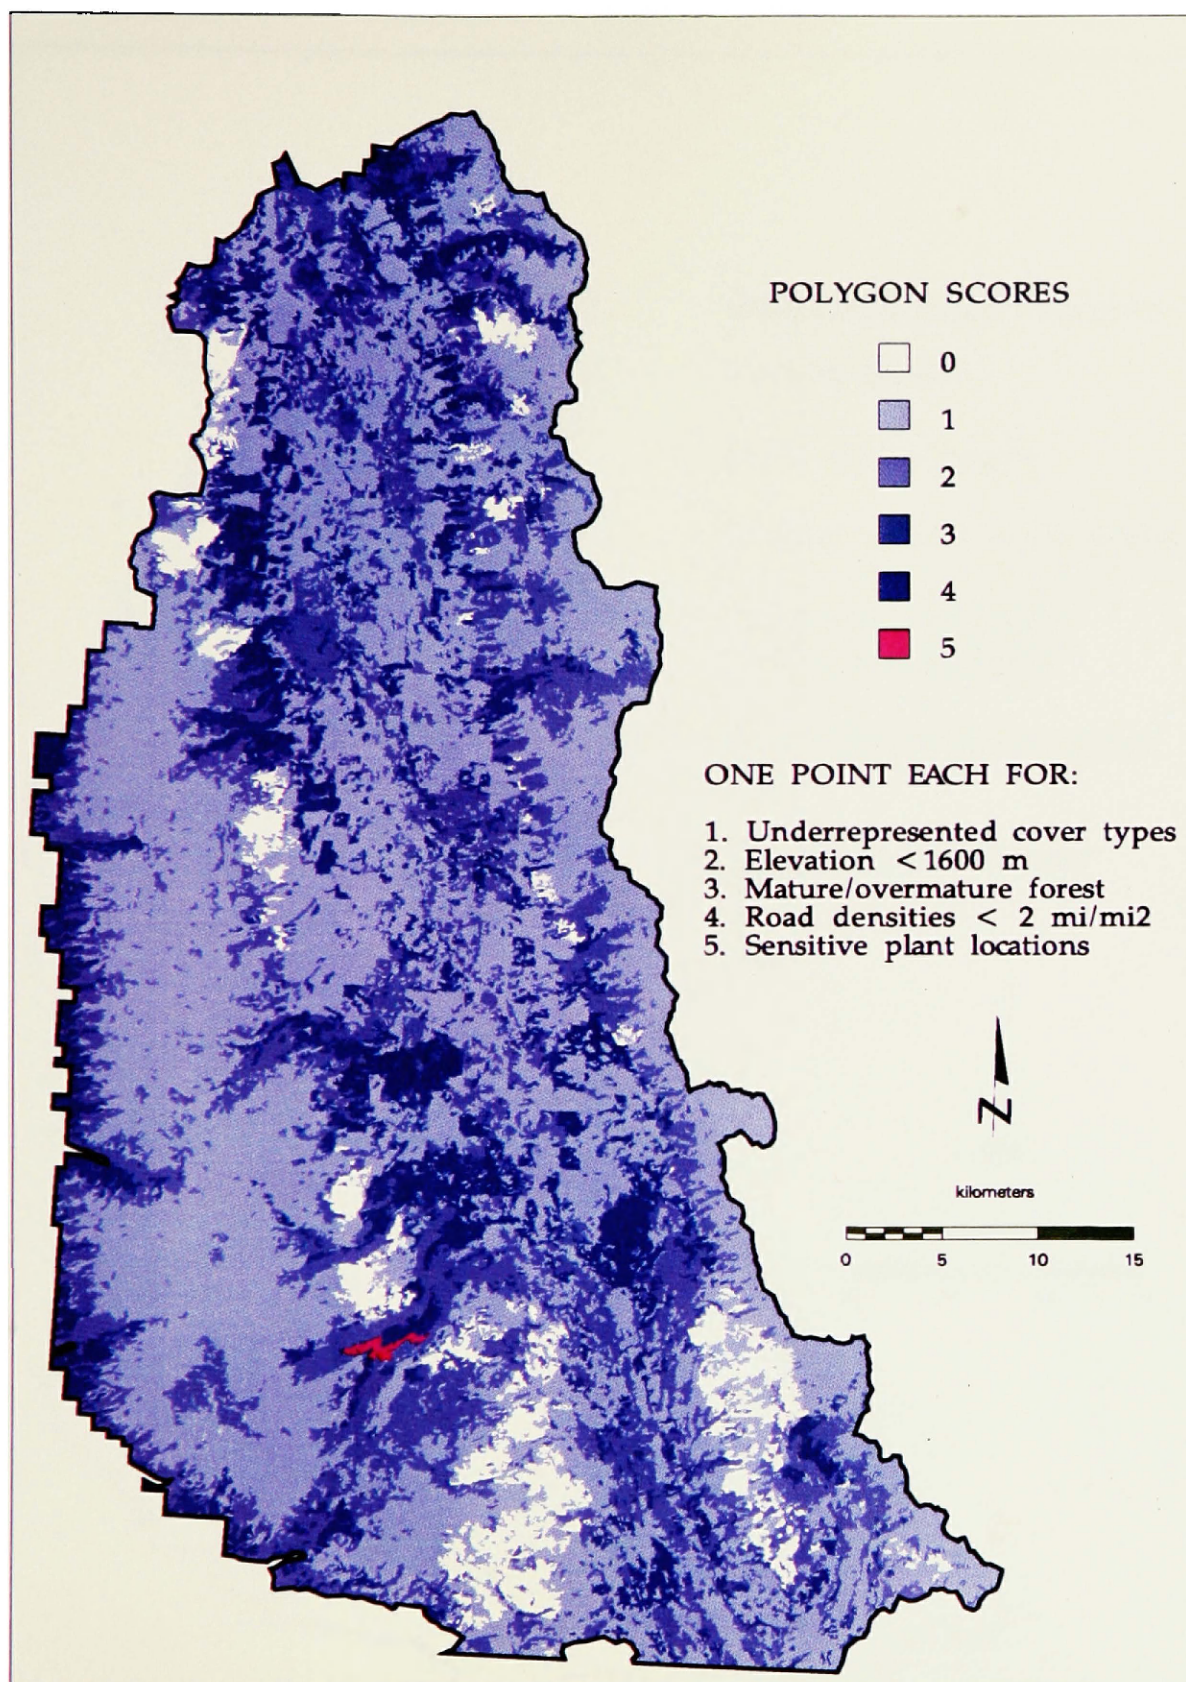 POLYGON SCORES
0
1
2
3
4
5
ONE POINT EACH FOR:
1. Underrepresented cover types
2. Elevation <1600 m
3. Mature/overmature forest
4. Road densities < 2 mi/mi2
5. Sensitive plant locations
N
kilometers
0 5 10 15